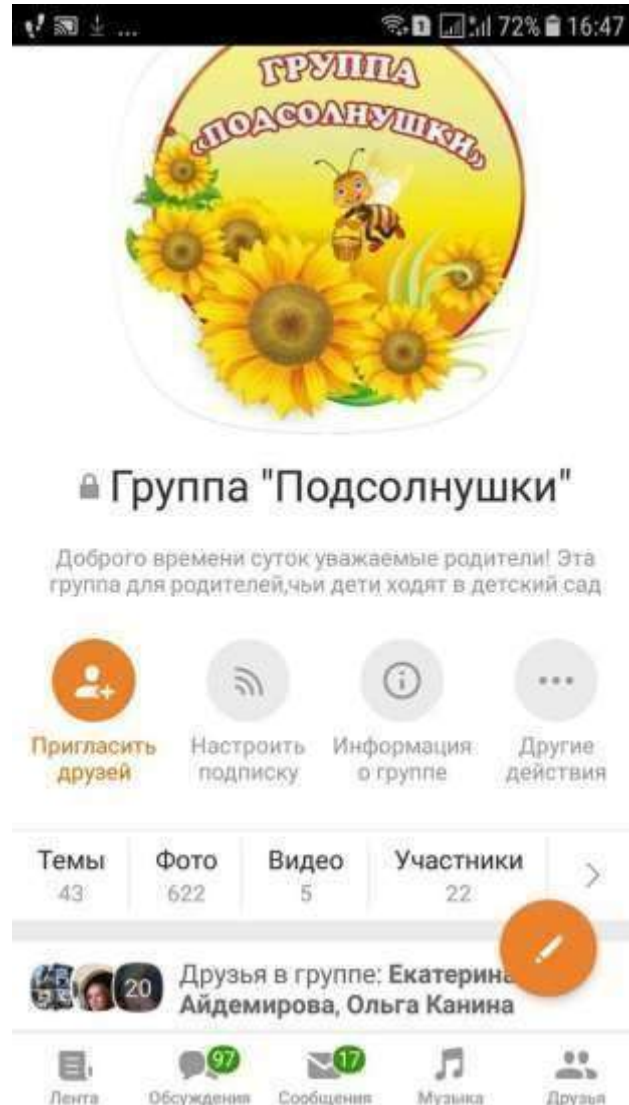 ... 1 72% 16:47
ГРУППА
«ПОДСОЛНУШКИ»
Группа "Подсолнушки"
Доброго времени суток уважаемые родители! Эта
группа для родителей,чьи дети ходят в детский сад
Пригласить
друзей
Настроить
подписку
Информация
о группе
Другие
действия
Темы
43
Фото
622
Видео
5
Участники
22
20
Друзья в группе: Екатерина
Айдемирова, Ольга Канина
97
17
Лента
Обсуждения
Сообщения
Музыка
Друзья